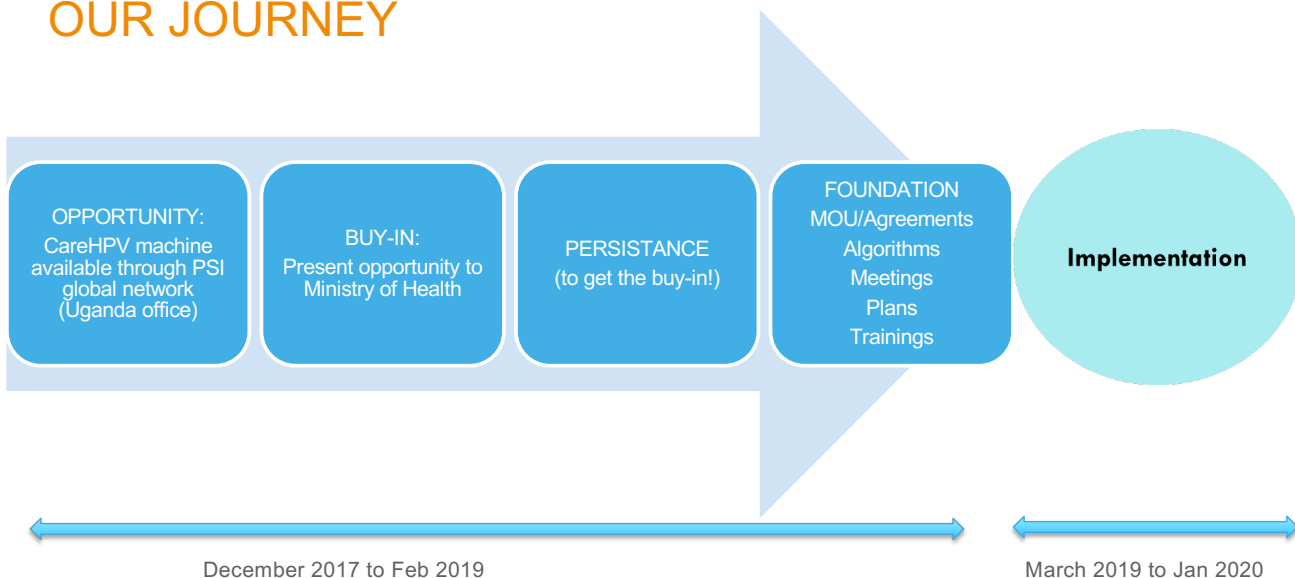 OUR JOURNEY
OPPORTUNITY:
CareHPV machine
available through PSI
global network
(Uganda office)
BUY-IN:
Present opportunity to
Ministry of Health
PERSISTANCE
(to get the buy-in!)
FOUNDATION
MOU/Agreements
Algorithms
Meetings
Plans
Trainings
Implementation
December 2017 to Feb 2019
March 2019 to Jan 2020